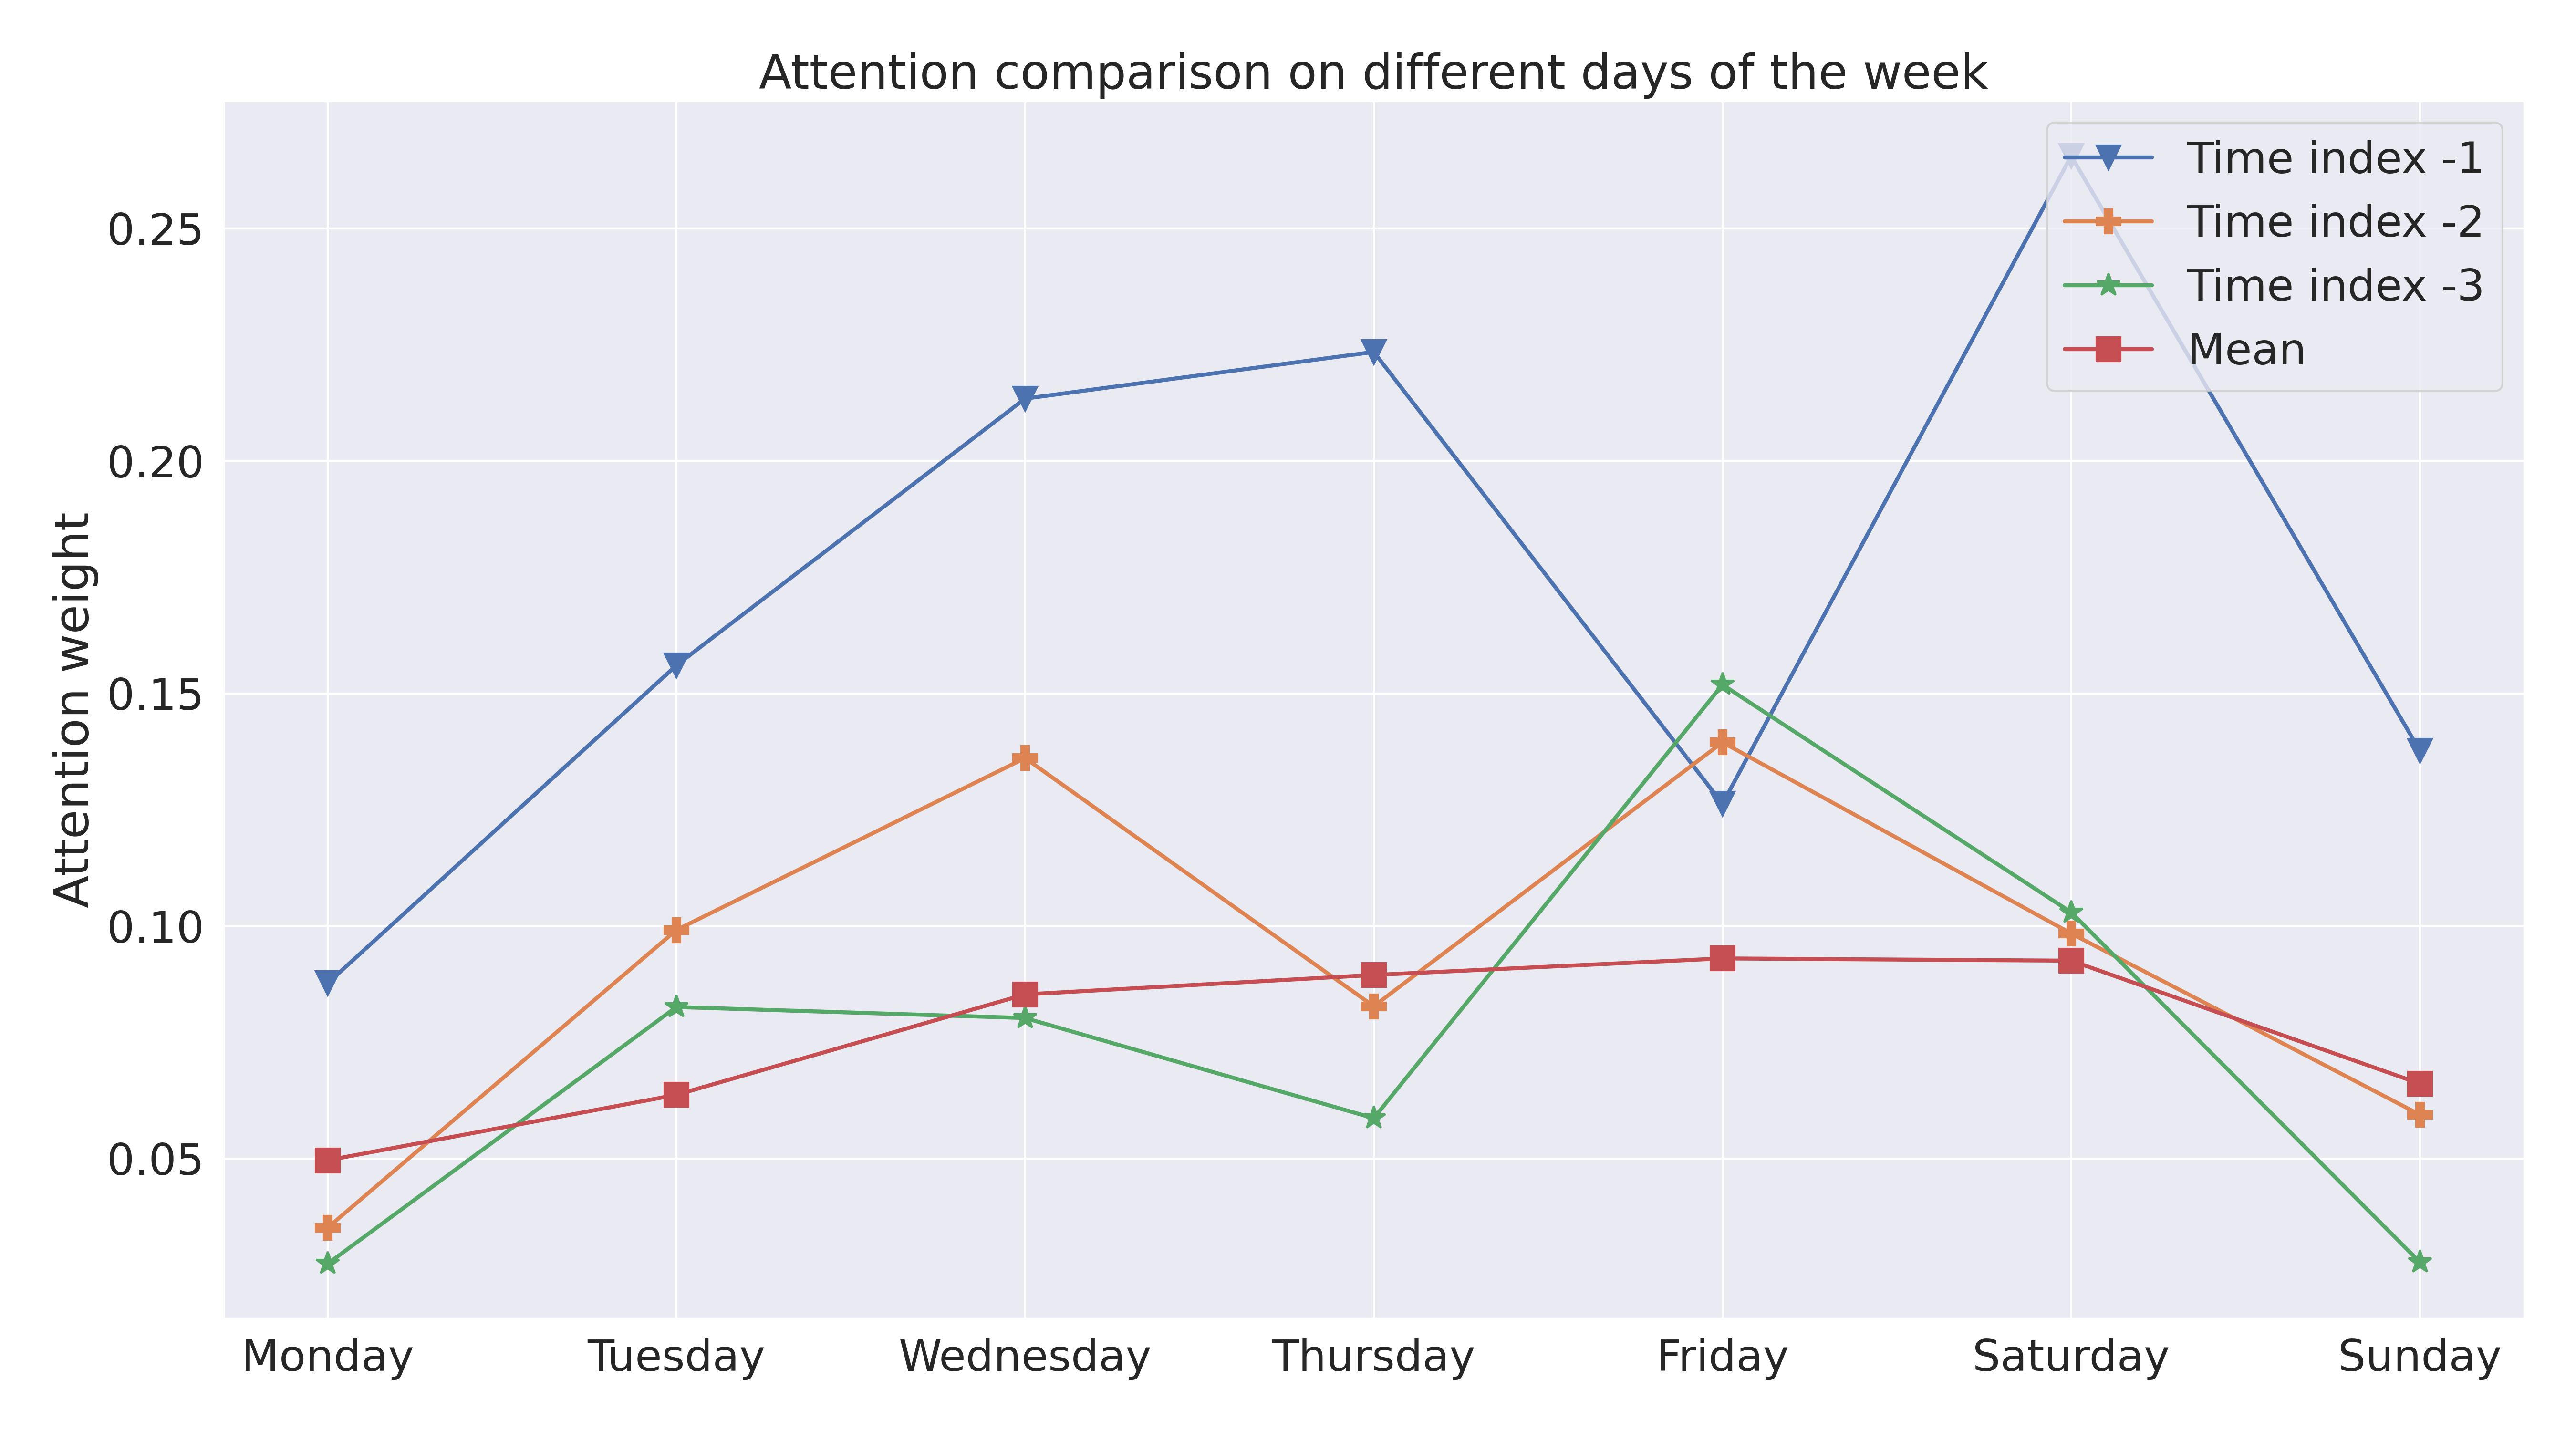 Attention comparison on different days of the week
Time index -1
Time index -2
Time index -3
Mean
Attention weight
0.25
0.20
0.15
0.10
0.05
Monday Tuesday Wednesday Thursday Friday Saturday Sunday